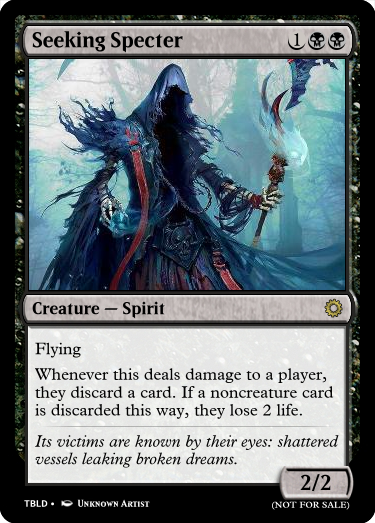 Seeking Specter 1
Creature — Spirit
Flying
Whenever this deals damage to a player,
they discard a card. If a noncreature card
is discarded this way, they lose 2 life.
Its victims are known by their eyes: shattered
vessels leaking broken dreams.
2/2
TBLD • Unknown Artist
(NOT FOR SALE)